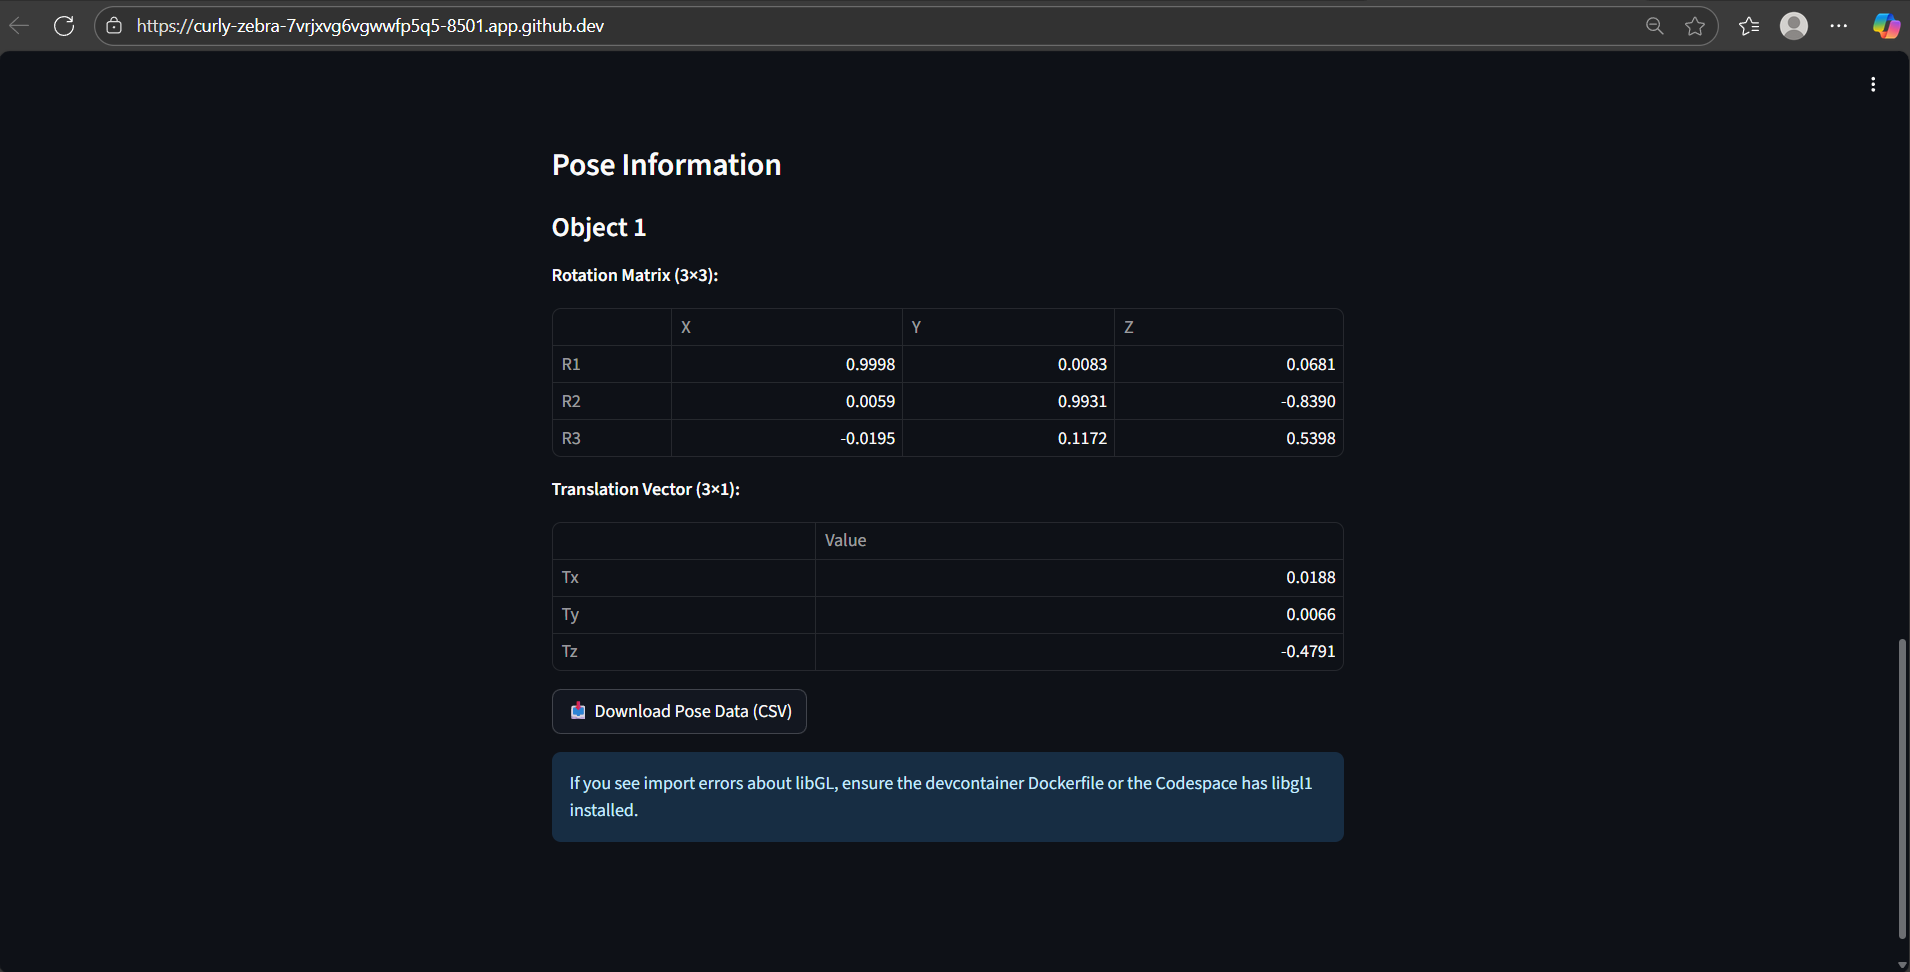 https://curly-zebra-7vrjxvg6vgwwfp5q5-8501.app.github.dev
Pose Information
Object 1
Rotation Matrix (3×3):
X Y Z
R1 0.9998 0.0083 0.0681
R2 0.0059 0.9931 -0.8390
R3 -0.0195 0.1172 0.5398
Translation Vector (3×1):
Value
Tx 0.0188
Ty 0.0066
Tz -0.4791
Download Pose Data (CSV)
If you see import errors about libGL, ensure the devcontainer Dockerfile or the Codespace has libgl1
installed.